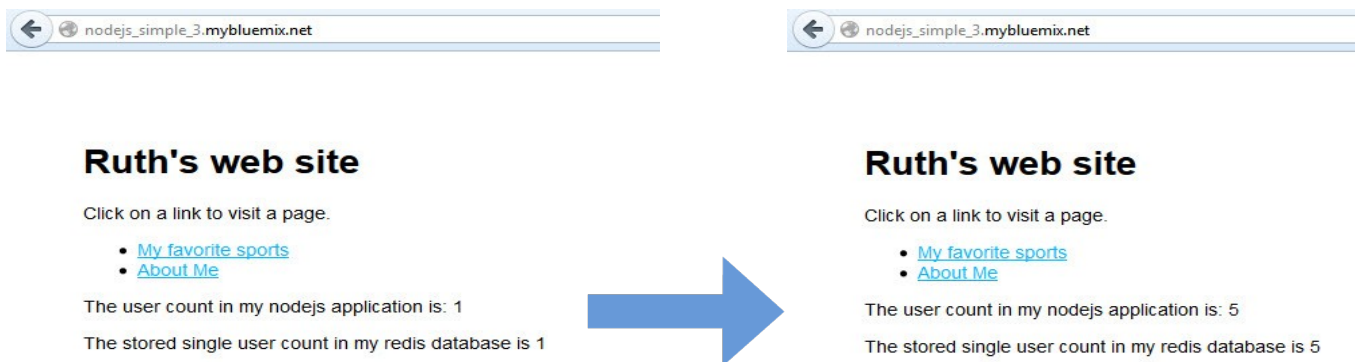 nodejs_simple_3.mybluemix.net
Ruth's web site
Click on a link to visit a page.
• My favorite sports
• About Me
The user count in my nodejs application is: 1
The stored single user count in my redis database is 1
nodejs_simple_3.mybluemix.net
Ruth's web site
Click on a link to visit a page.
• My favorite sports
• About Me
The user count in my nodejs application is: 5
The stored single user count in my redis database is 5